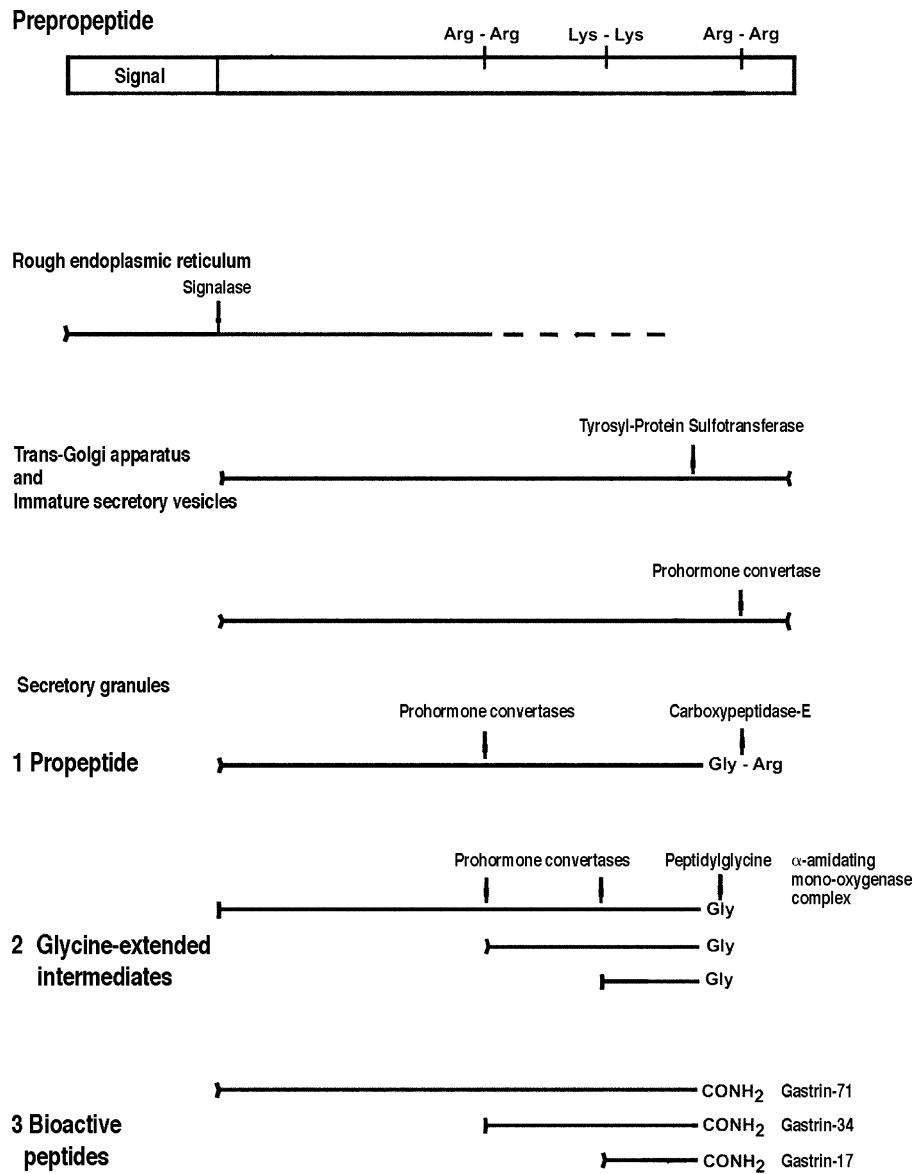 Prepropeptide
Arg - Arg Lys - Lys Arg - Arg
Signal
Rough endoplasmic reticulum
Signalase
Tyrosyl-Protein Sulfotransferase
Trans-Golgi apparatus
and
Immature secretory vesicles
Prohormone convertase
Secretory granules
Prohormone convertases Carboxypeptidase-E
1 Propeptide Gly - Arg
Prohormone convertases Peptidylglycine α-amidating
mono-oxygenase
complex
Gly
2 Glycine-extended Gly
intermediates Gly
CONH2 Gastrin-71
3 Bioactive CONH2 Gastrin-34
peptides CONH2 Gastrin-17